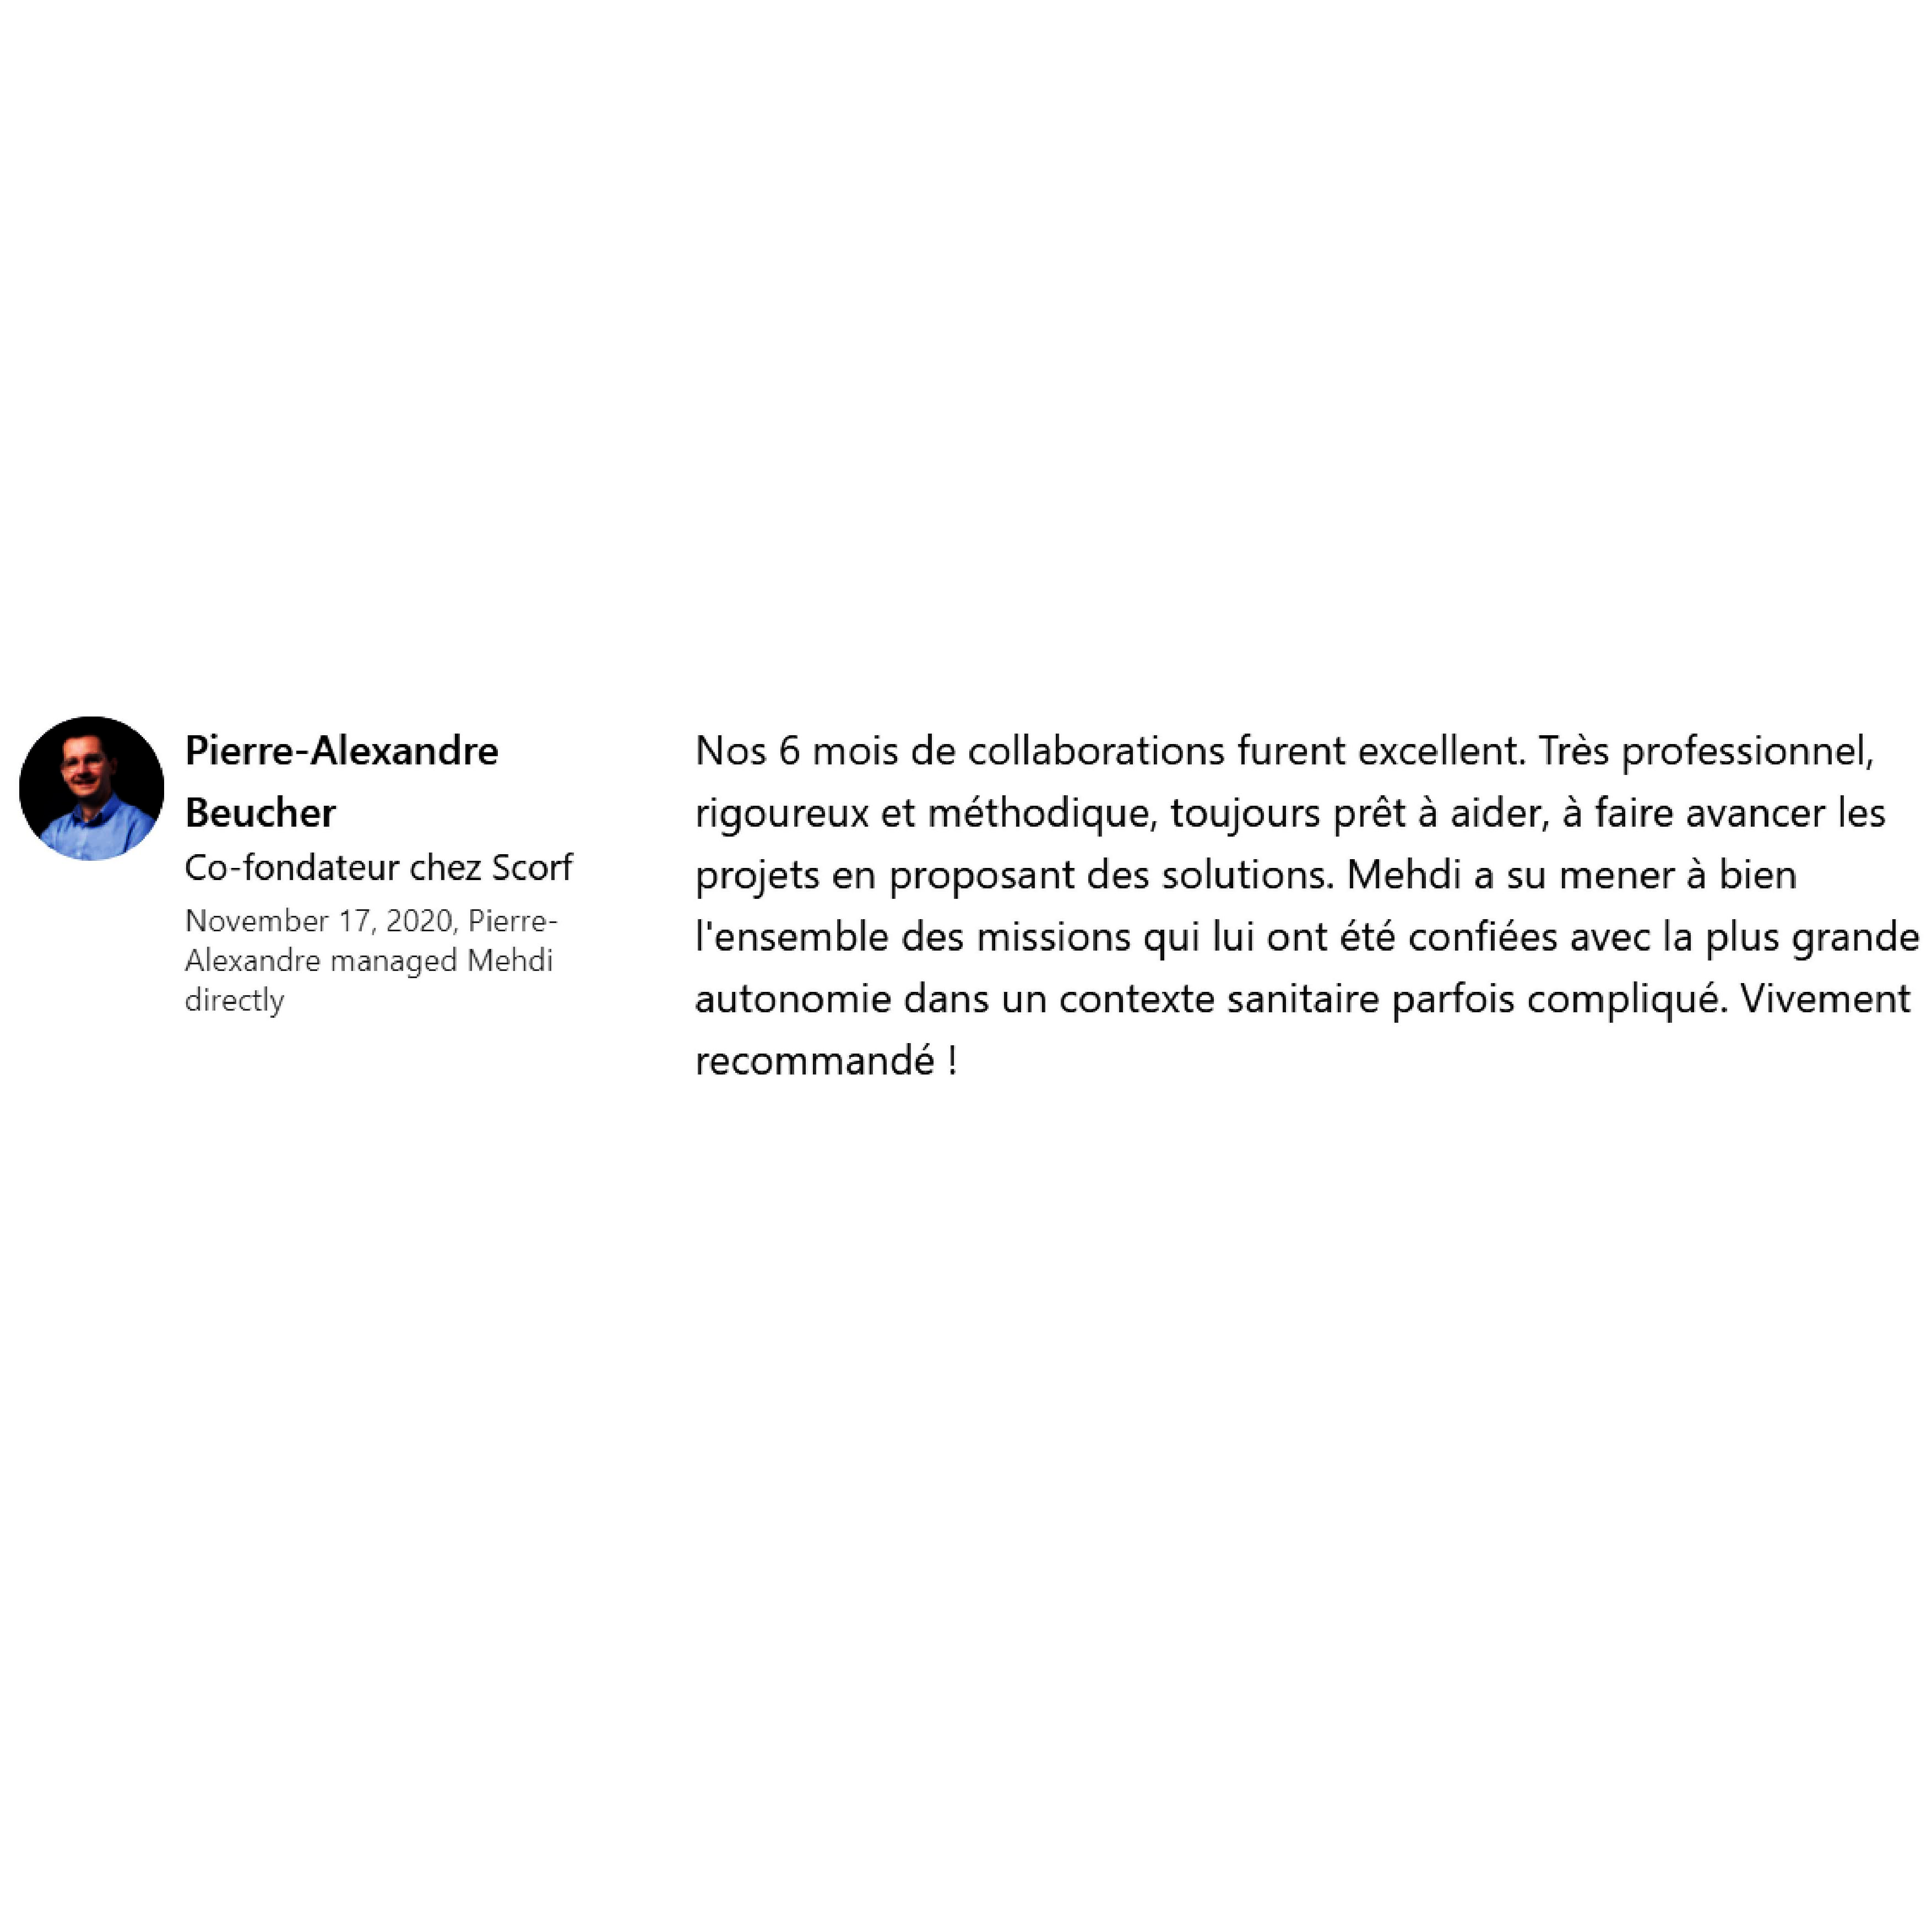 Pierre-Alexandre
Beucher
Co-fondateur chez Scorf
November 17, 2020, Pierre-
Alexandre managed Mehdi
directly
Nos 6 mois de collaborations furent excellent. Très professionnel,
rigoureux et méthodique, toujours prêt à aider, à faire avancer les
projets en proposant des solutions. Mehdi a su mener à bien
l'ensemble des missions qui lui ont été confiées avec la plus grande
autonomie dans un contexte sanitaire parfois compliqué. Vivement
recommandé !